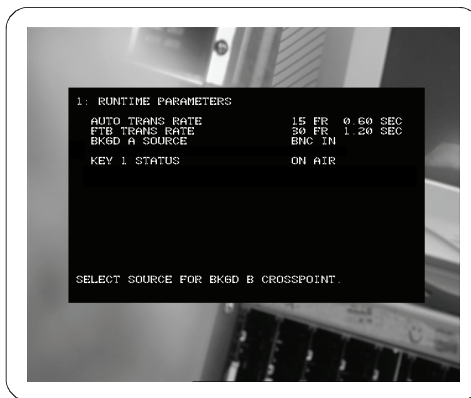 1: RUNTIME PARAMETERS
AUTO TRANS RATE 15 FR 0.60 SEC
FTB TRANS RATE 30 FR 1.20 SEC
BKGD A SOURCE BNC IN
KEY 1 STATUS ON AIR
SELECT SOURCE FOR BKGD B CROSSPOINT.